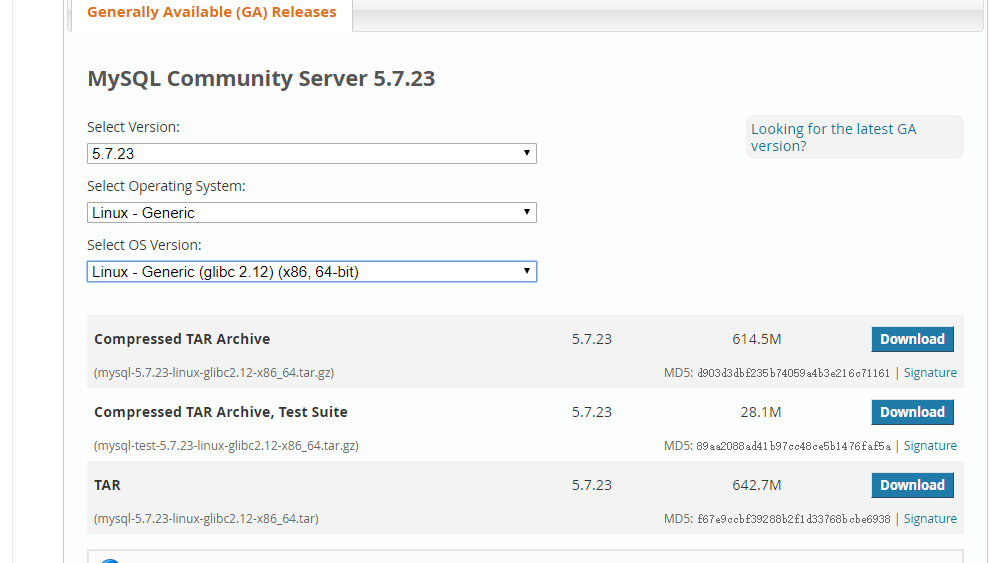 Generally Available (GA) Releases
MySQL Community Server 5.7.23
Select Version:
5.7.23
Looking for the latest GA
version?
Select Operating System:
Linux - Generic
Select OS Version:
Linux - Generic (glibc 2.12) (x86, 64-bit)
Compressed TAR Archive 5.7.23 614.5M Download
(mysql-5.7.23-linux-glibc2.12-x86_64.tar.gz) MD5: d903d3dbf235b74059a4b3e216c71161 | Signature
Compressed TAR Archive, Test Suite 5.7.23 28.1M Download
(mysql-test-5.7.23-linux-glibc2.12-x86_64.tar.gz) MD5: 89aa2088ad41b97cc48ce5b1476faf5a | Signature
TAR 5.7.23 642.7M Download
(mysql-5.7.23-linux-glibc2.12-x86_64.tar) MD5: f67e9ccbf39288b2f1d33768bcbe6938 | Signature